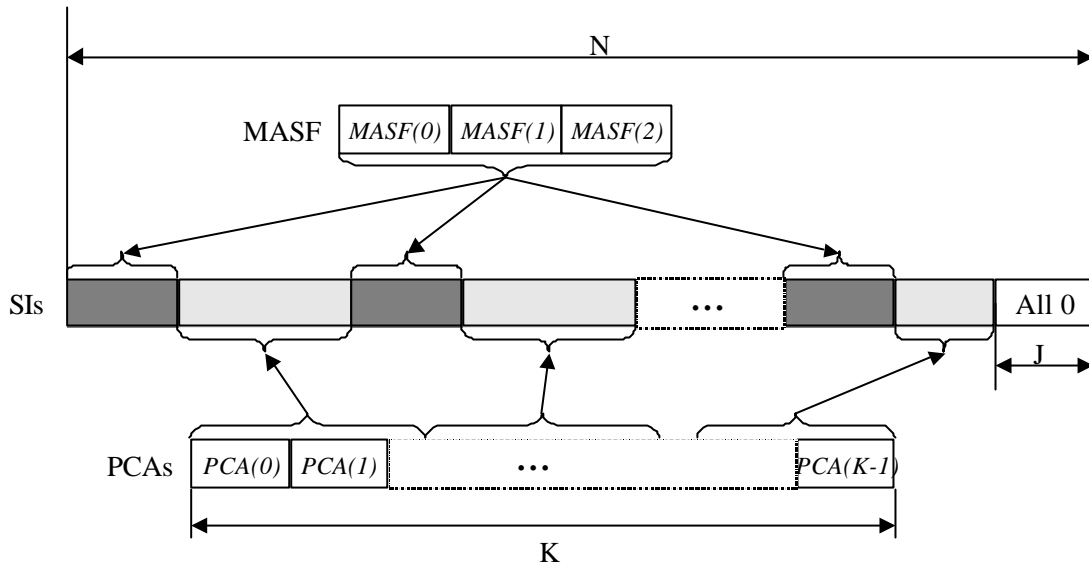 N
MASF MASF(0) MASF(1) MASF(2)
SIs ... All 0
J
PCAs PCA(0) PCA(1) ... PCA(K-1)
K